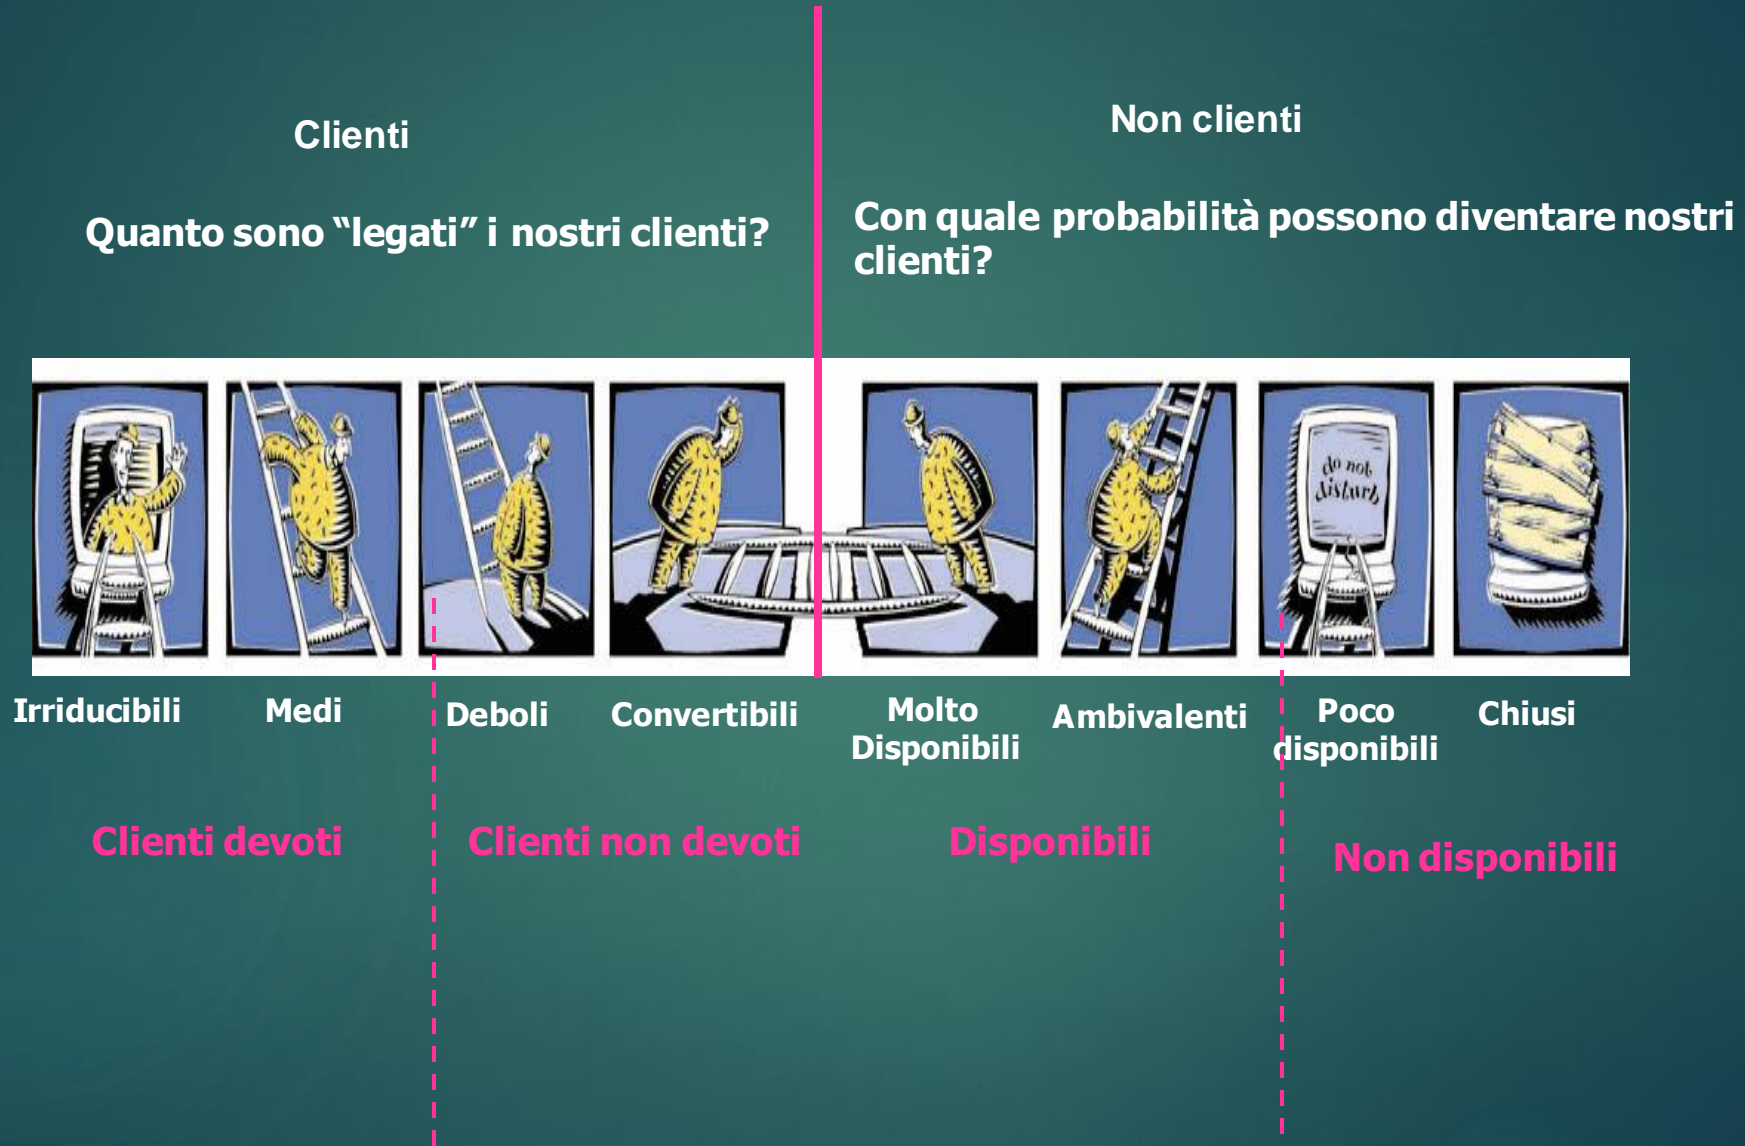 Clienti
Non clienti
Quanto sono “legati” i nostri clienti?
Con quale probabilità possono diventare nostri
clienti?
do not
disturb
Irriducibili
Medi
Deboli
Convertibili
Molto
Disponibili
Ambivalenti
Poco
disponibili
Chiusi
Clienti devoti
Clienti non devoti
Disponibili
Non disponibili